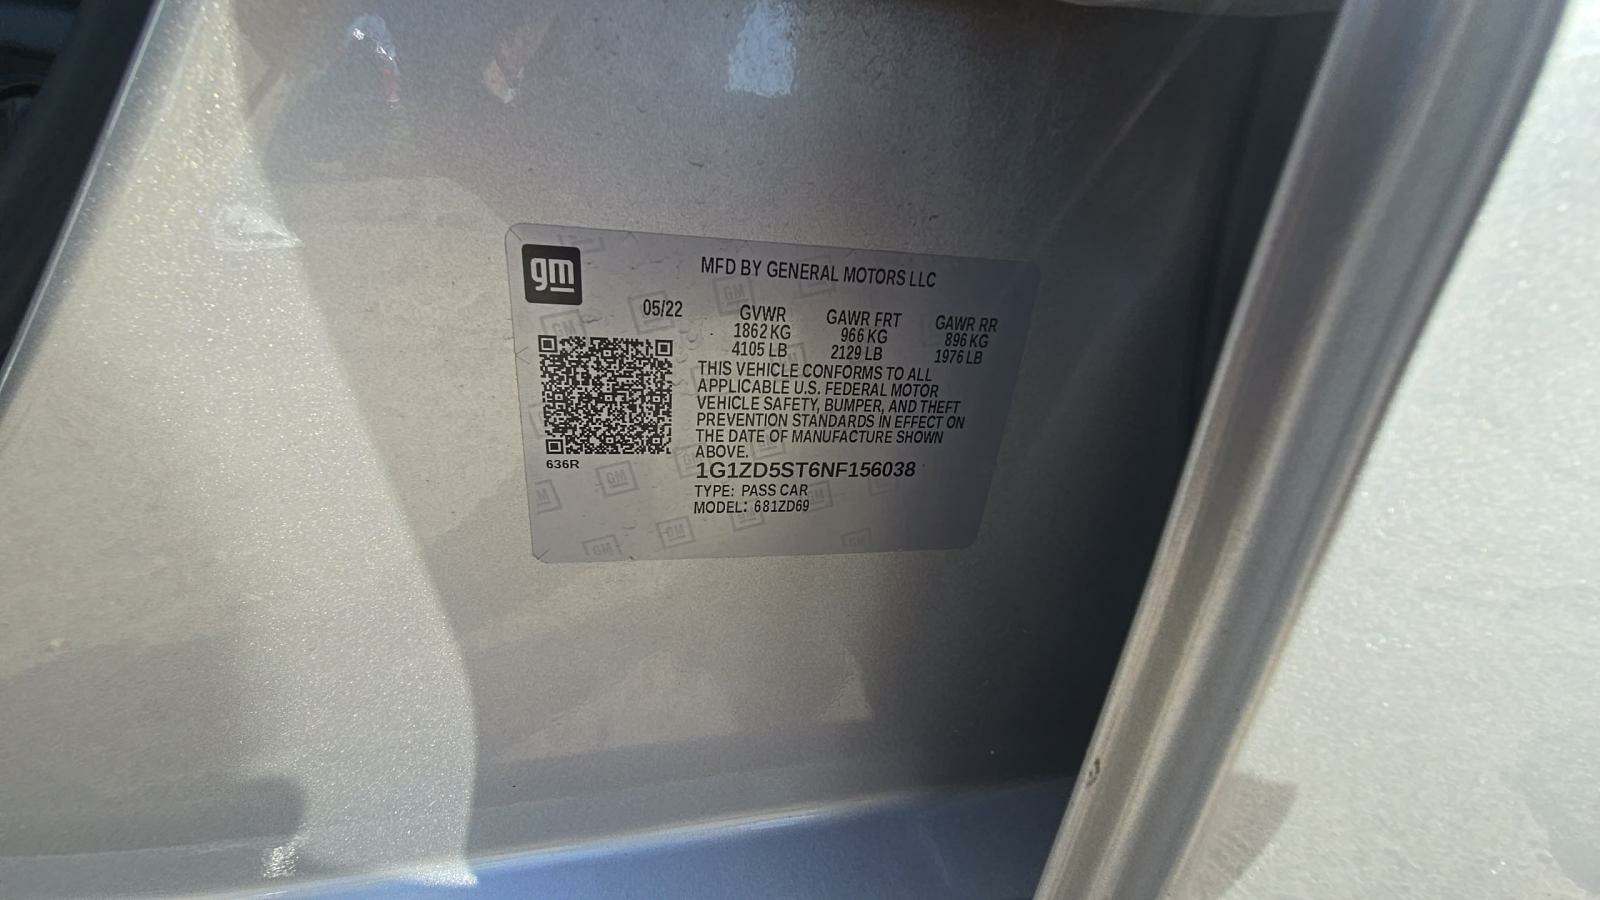 gm
MFD BY GENERAL MOTORS LLC
05/22 GVWR GAWR FRT GAWR RR
1862 KG 966 KG 896 KG
4105 LB 2129 LB 1976 LB
THIS VEHICLE CONFORMS TO ALL
APPLICABLE U.S. FEDERAL MOTOR
VEHICLE SAFETY, BUMPER, AND THEFT
PREVENTION STANDARDS IN EFFECT ON
THE DATE OF MANUFACTURE SHOWN
ABOVE.
636R
1G1ZD5ST6NF156038
TYPE: PASS CAR
MODEL: 681ZD69